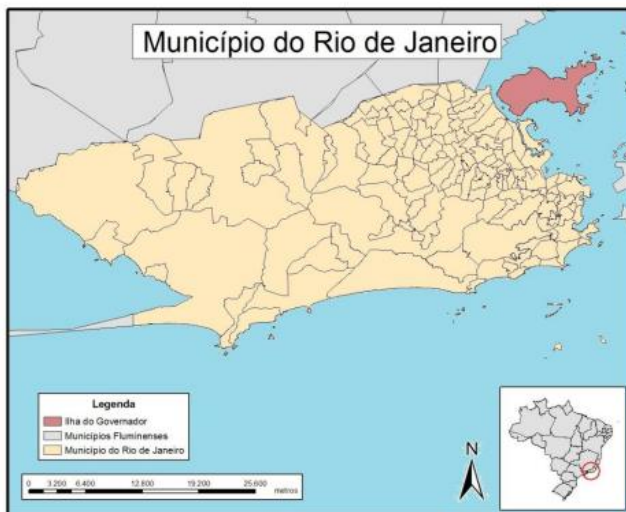 Município do Rio de Janeiro
Legenda
Ilha do Governador
Municípios Fluminenses
Município do Rio de Janeiro
N
0 3.200 6.400 12.800 19.200 25.600
metros